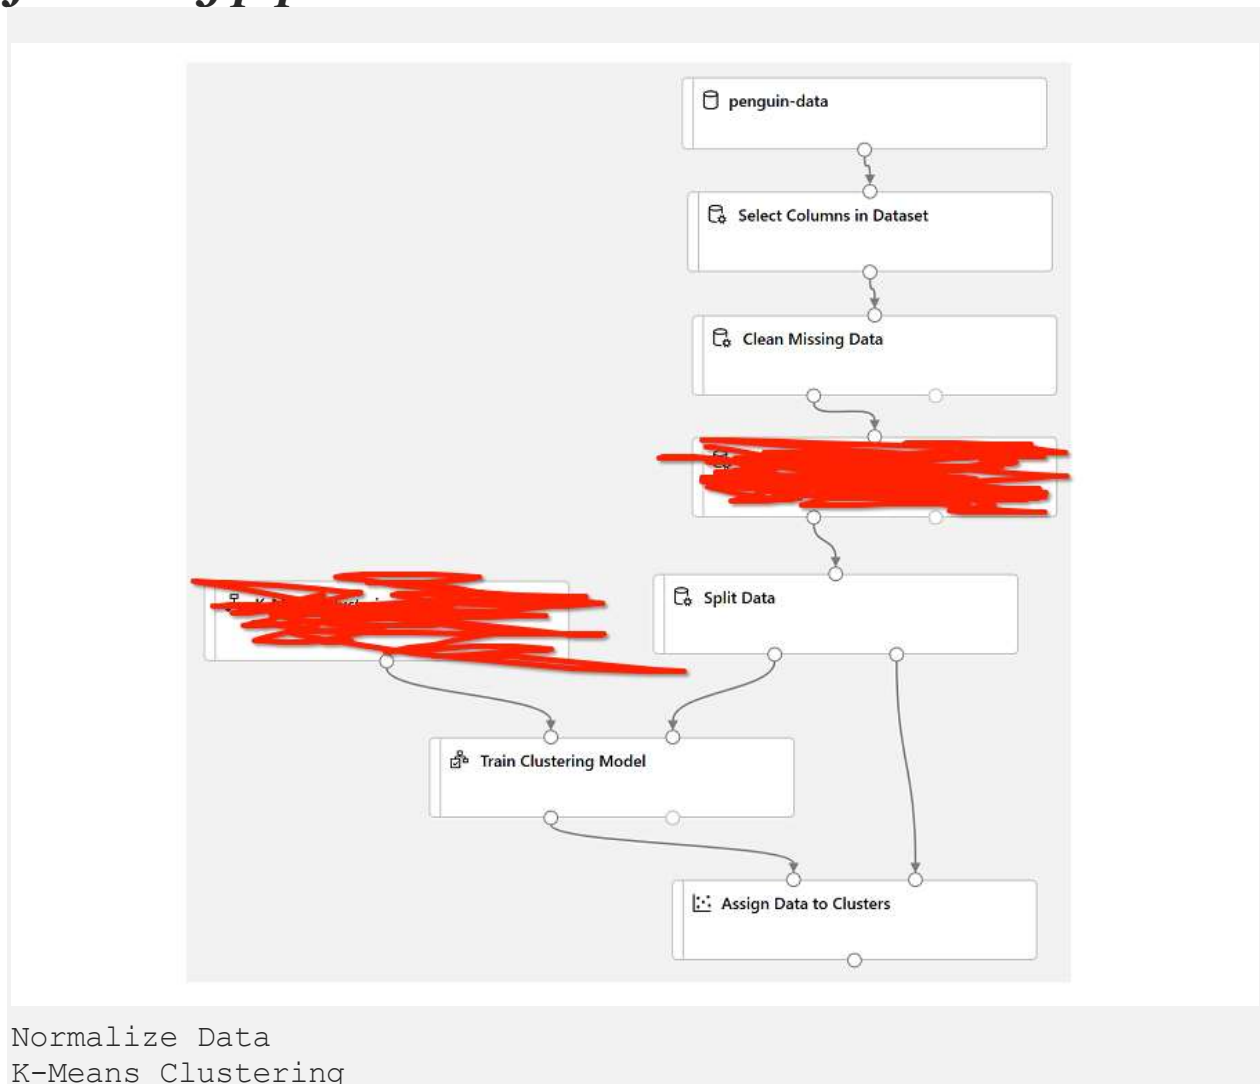 penguin-data
Select Columns in Dataset
Clean Missing Data
Split Data
Train Clustering Model
Assign Data to Clusters
Normalize Data
K-Means Clustering